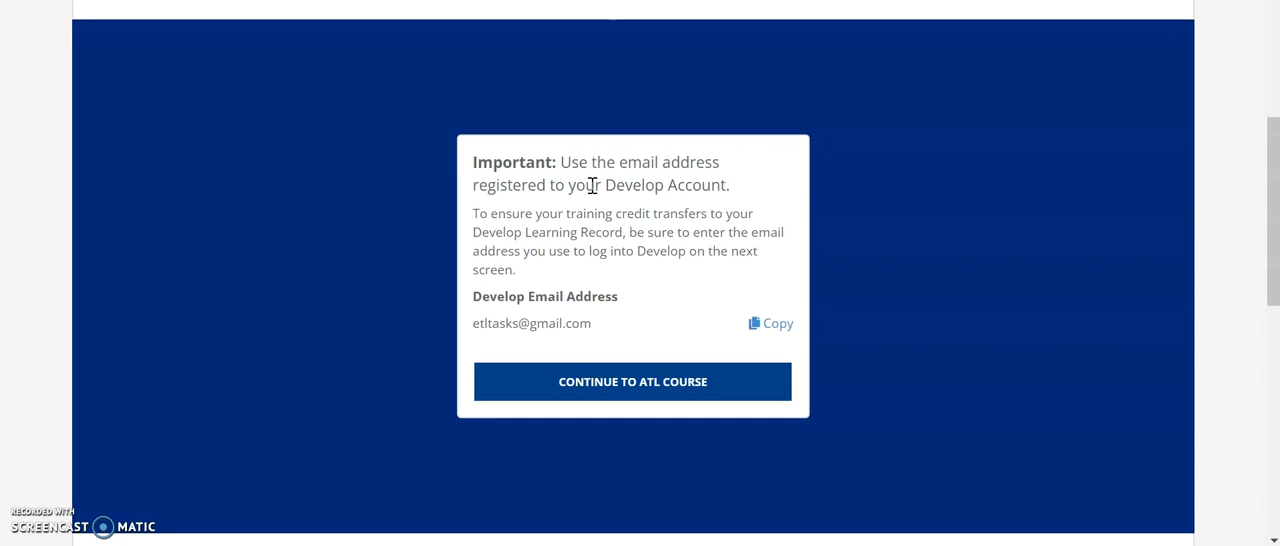 Important: Use the email address
registered to your Develop Account.
To ensure your training credit transfers to your
Develop Learning Record, be sure to enter the email
address you use to log into Develop on the next
screen.
Develop Email Address
etltasks@gmail.com
Copy
CONTINUE TO ATL COURSE
RECORDED WITH
SCREENCAST MATIC